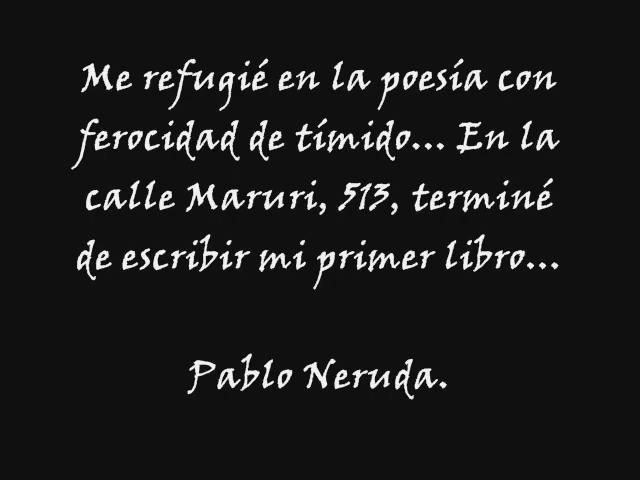 Me refugié en la poesía con
ferocidad de tímido... En la
calle Maruri, 513, terminé
de escribir mi primer libro...
Pablo Neruda.